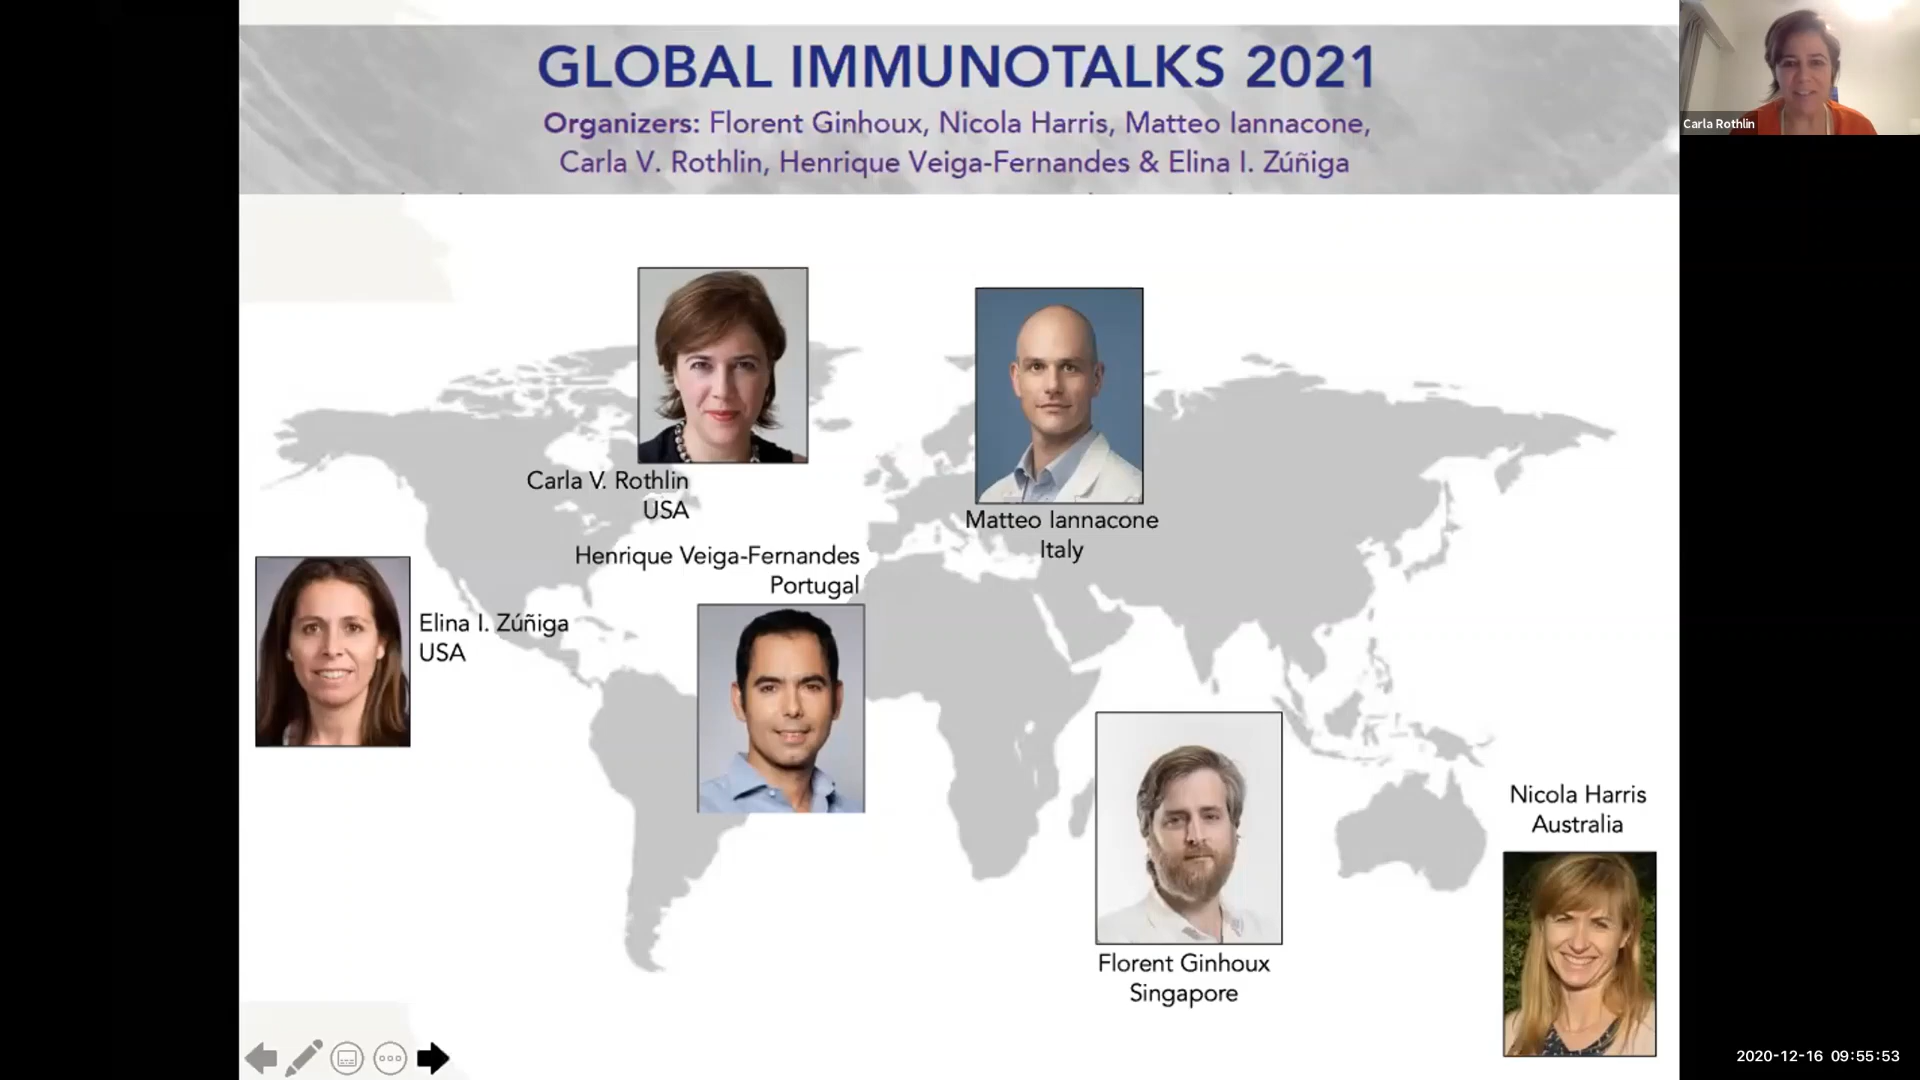 GLOBAL IMMUNOTALKS 2021
Organizers: Florent Ginhoux, Nicola Harris, Matteo Iannacone,
Carla V. Rothlin, Henrique Veiga-Fernandes & Elina I. Zúñiga
Carla Rothlin
Carla V. Rothlin
USA
Matteo Iannacone
Italy
Henrique Veiga-Fernandes
Portugal
Elina I. Zúñiga
USA
Nicola Harris
Australia
Florent Ginhoux
Singapore
2020-12-16 09:55:53